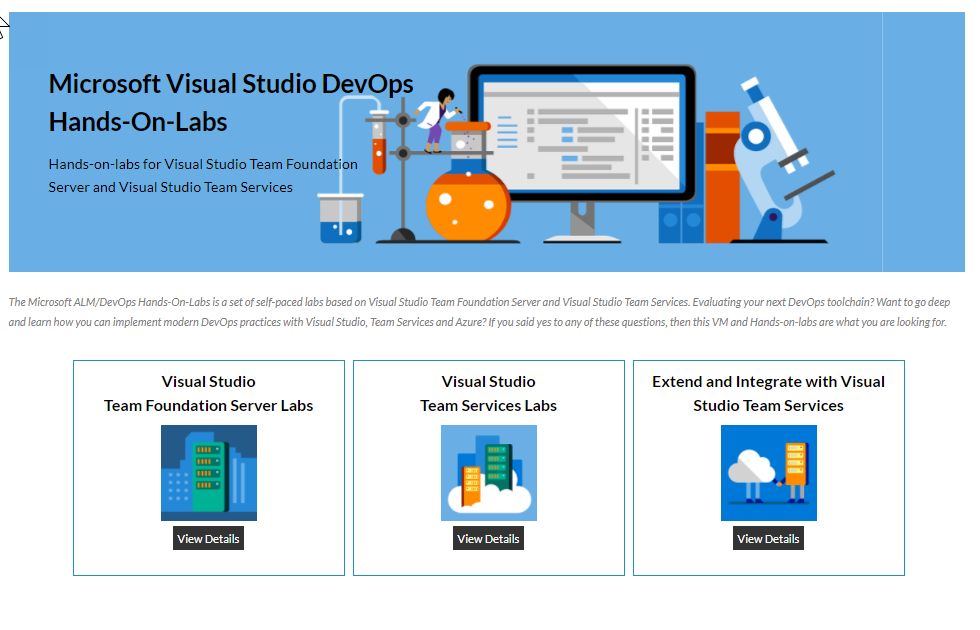 Microsoft Visual Studio DevOps
Hands-On-Labs
Hands-on-labs for Visual Studio Team Foundation
Server and Visual Studio Team Services
The Microsoft ALM/DevOps Hands-On-Labs is a set of self-paced labs based on Visual Studio Team Foundation Server and Visual Studio Team Services. Evaluating your next DevOps toolchain? Want to go deep
and learn how you can implement modern DevOps practices with Visual Studio, Team Services and Azure? If you said yes to any of these questions, then this VM and Hands-on-labs are what you are looking for.
Visual Studio
Team Foundation Server Labs
View Details
Visual Studio
Team Services Labs
View Details
Extend and Integrate with Visual
Studio Team Services
View Details